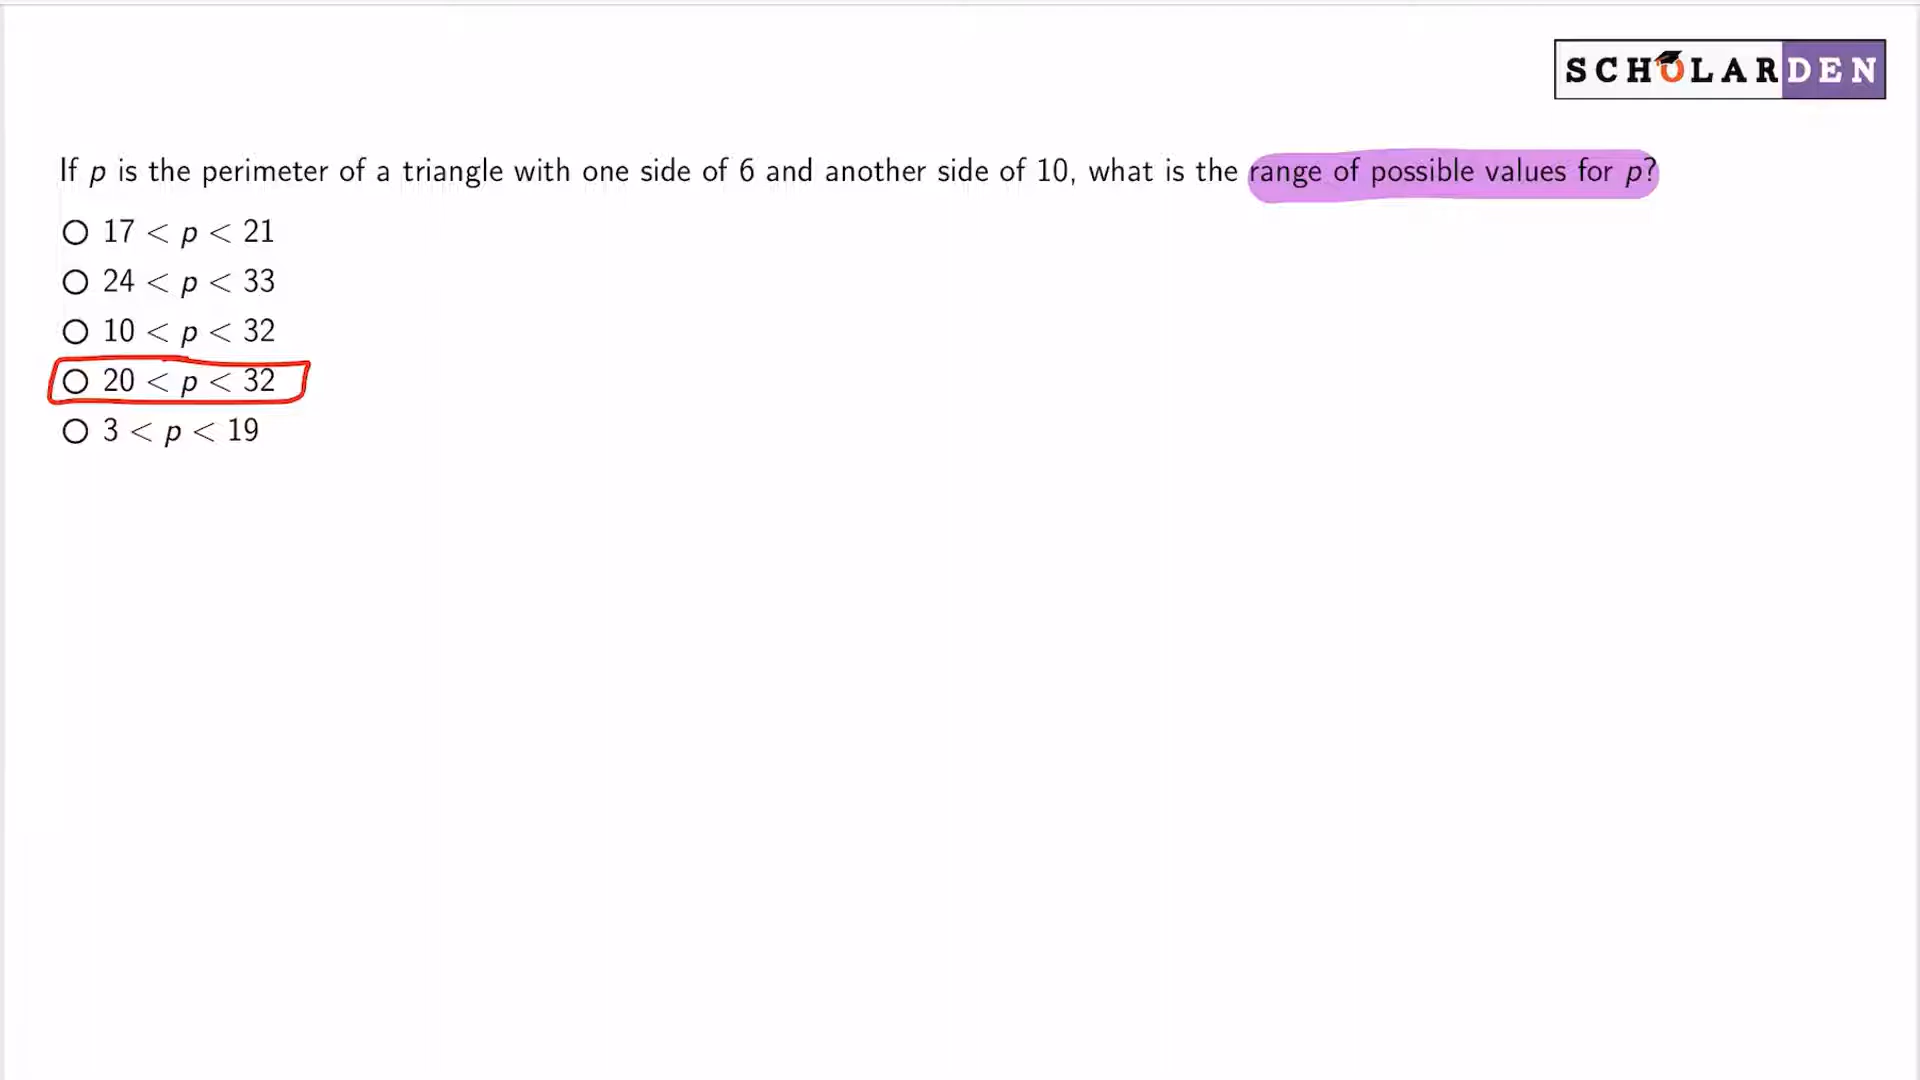 SCHOLARDEN
If p is the perimeter of a triangle with one side of 6 and another side of 10, what is the range of possible values for p?
17 < p < 21
24 < p < 33
10 < p < 32
20 < p < 32
3 < p < 19